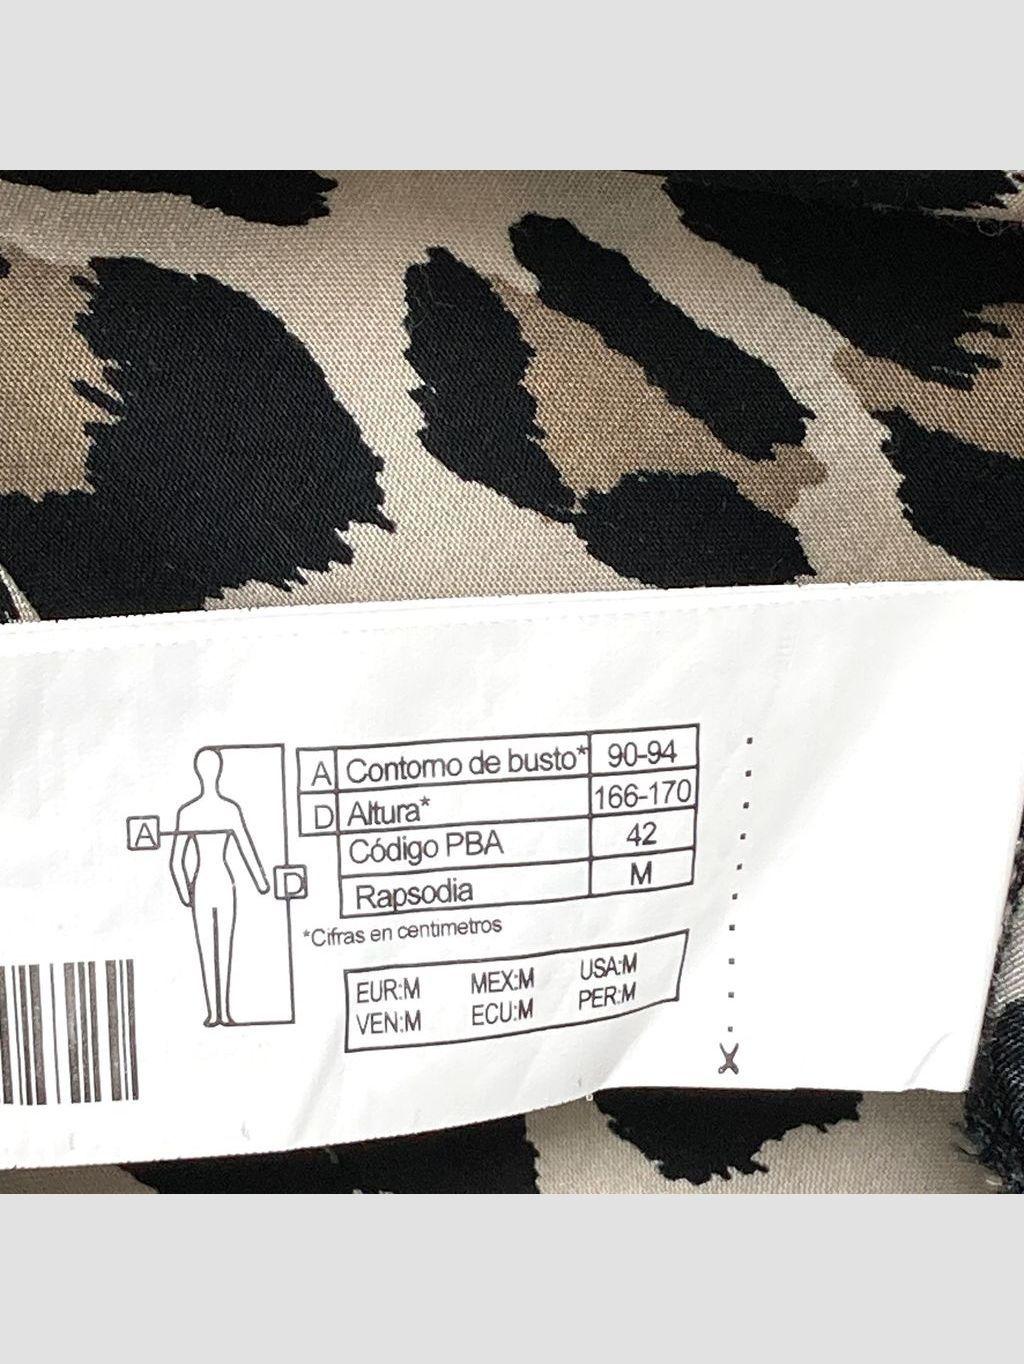 A Contorno de busto* 90-94
D Altura* 166-170
Código PBA 42
Rapsodia M
*Cifras en centimetros
A
D
EUR:M MEX:M USA:M
VEN:M ECU:M PER:M